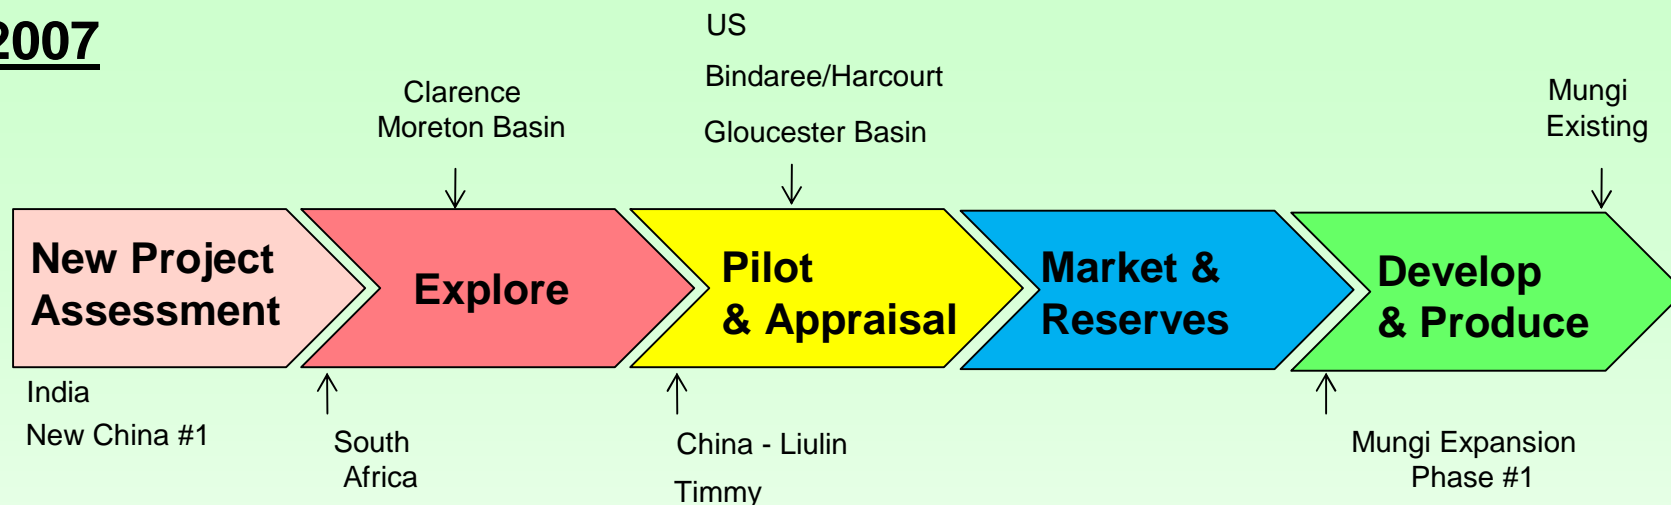 2007
US
Bindaree/Harcourt
Gloucester Basin
Clarence
Moreton Basin
Mungi
Existing
New Project
Assessment
Explore
Pilot
& Appraisal
Market &
Reserves
Develop
& Produce
India
New China #1
South
Africa
China - Liulin
Timmy
Mungi Expansion
Phase #1